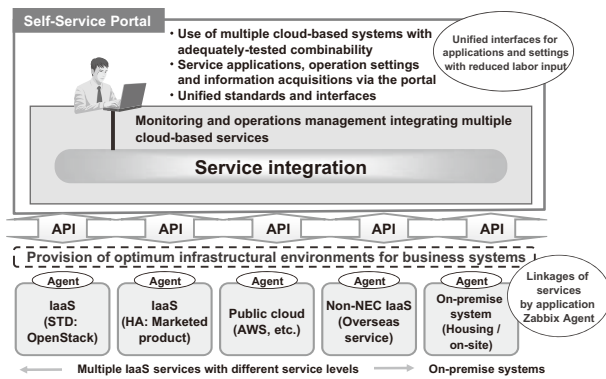 Self-Service Portal
• Use of multiple cloud-based systems with
adequately-tested combinability
• Service applications, operation settings
and information acquisitions via the portal
• Unified standards and interfaces
Unified interfaces for
applications and settings
with reduced labor input
Monitoring and operations management integrating multiple
cloud-based services
Service integration
API API API API API
Provision of optimum infrastructural environments for business systems
Agent Agent Agent Agent Agent
IaaS
(STD:
OpenStack)
IaaS
(HA: Marketed
product)
Public cloud
(AWS, etc.)
Non-NEC IaaS
(Overseas
service)
On-premise
system
(Housing /
on-site)
Linkages of
services
by application
Zabbix Agent
Multiple IaaS services with different service levels
On-premise systems